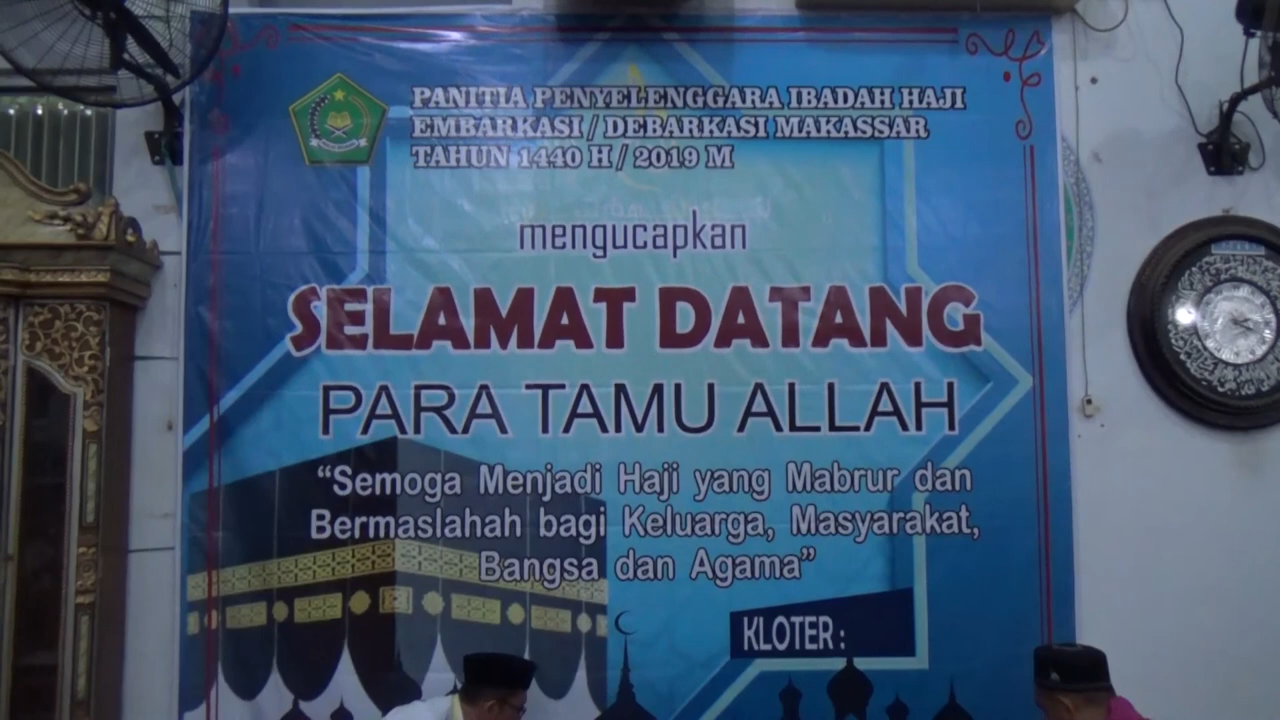 PANITIA PENYELENGGARA IBADAH HAJI
EMBARKASI / DEBARKASI MAKASSAR
TAHUN 1440 H / 2019 M
mengucapkan
SELAMAT DATANG
PARA TAMU ALLAH
"Semoga Menjadi Haji yang Mabrur dan
Bermaslahah bagi Keluarga, Masyarakat,
Bangsa dan Agama"
KLOTER :